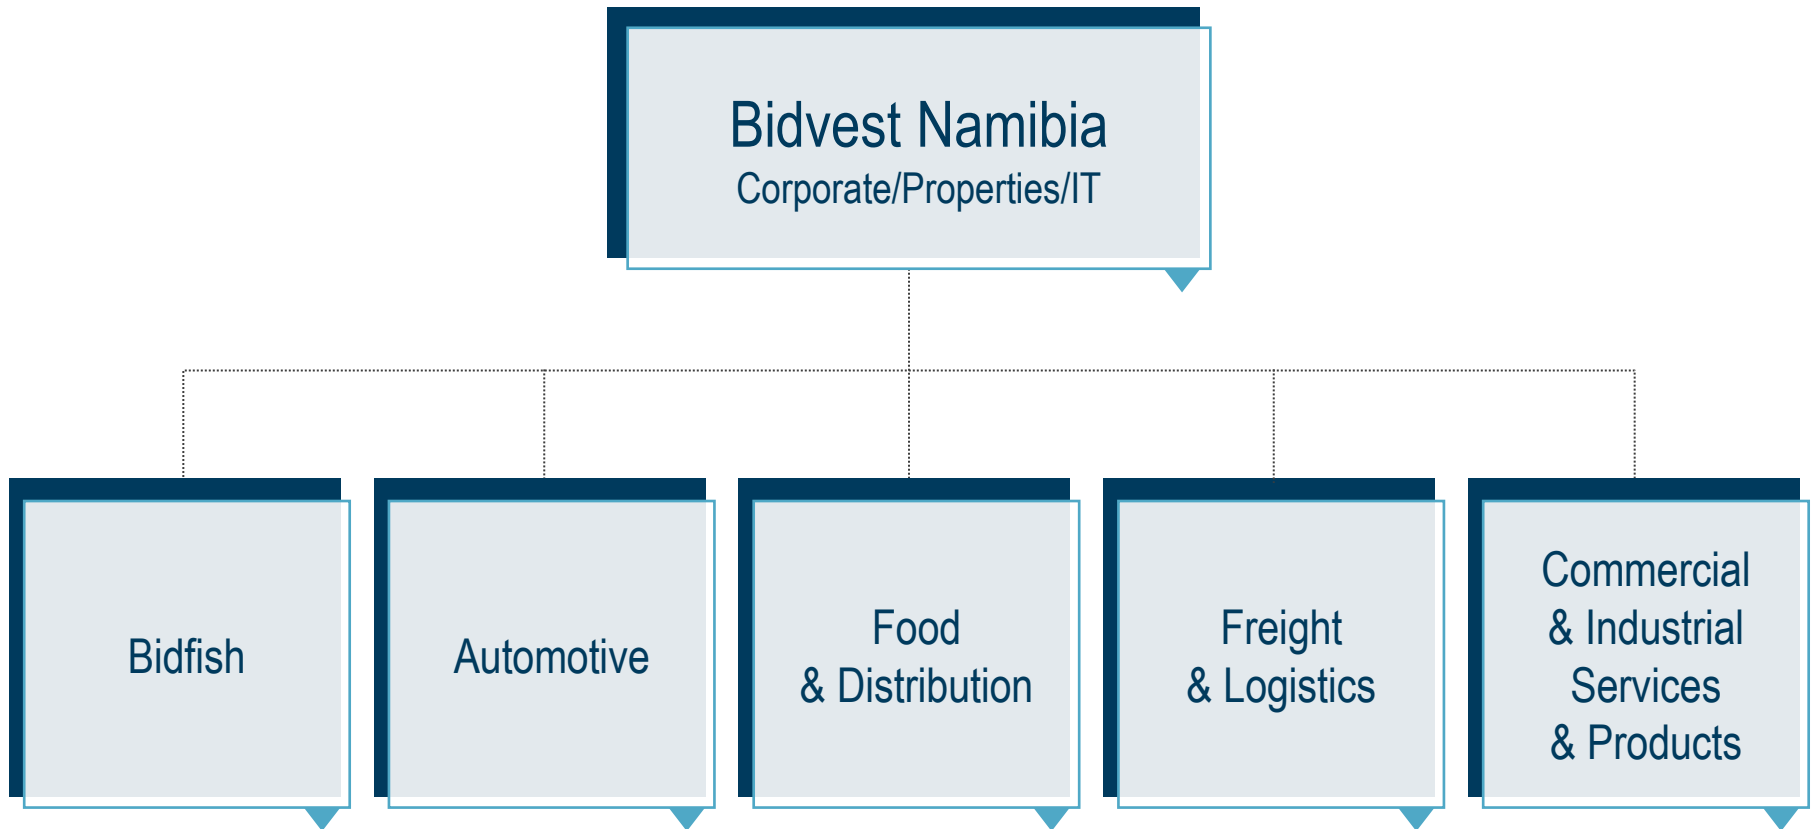 Bidvest Namibia
Corporate/Properties/IT
Bidfish
Automotive
Food
& Distribution
Freight
& Logistics
Commercial
& Industrial
Services
& Products